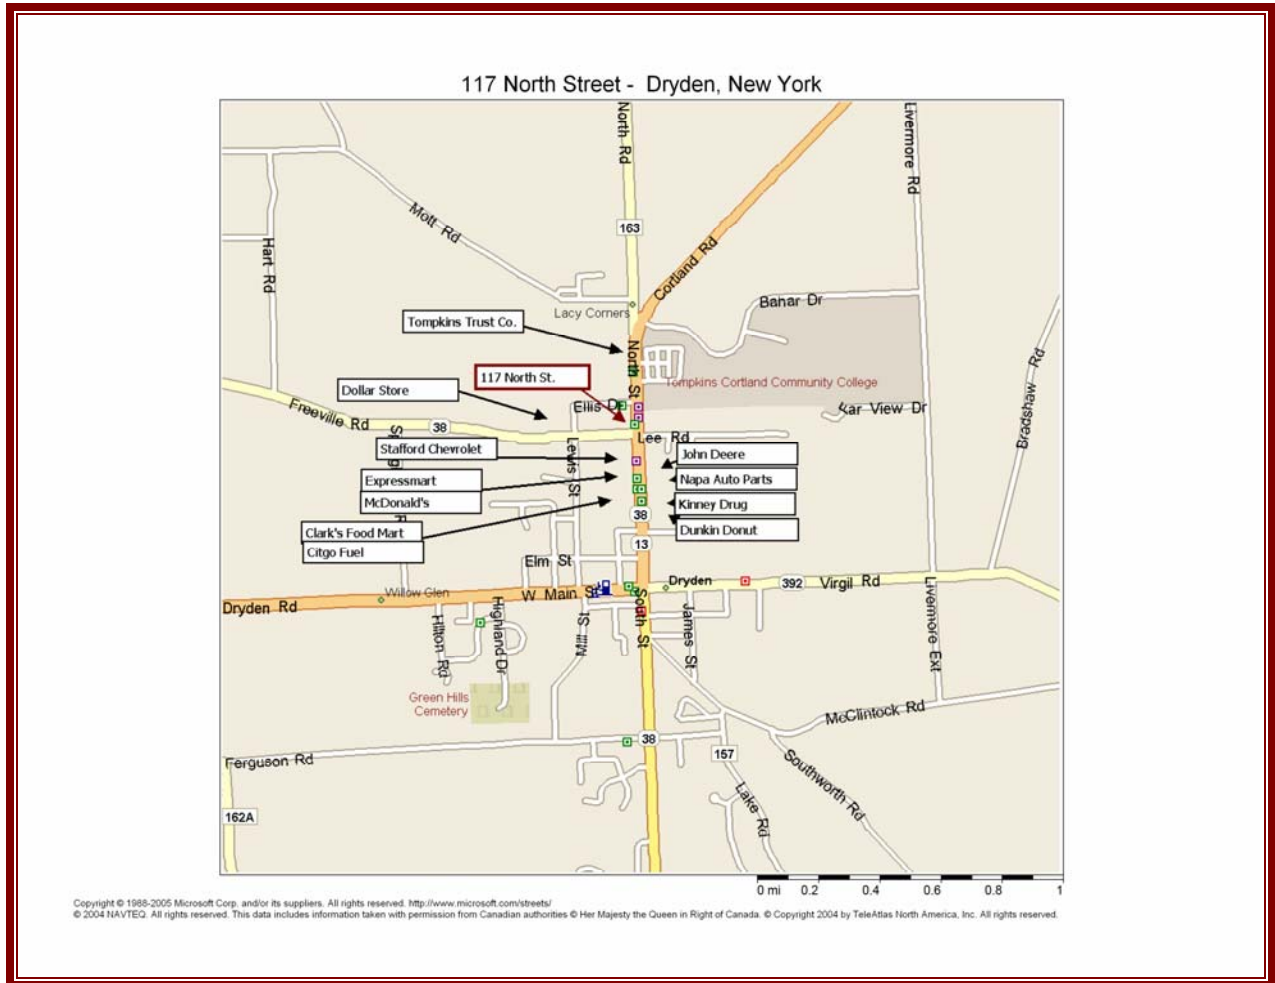 117 North Street - Dryden, New York
North Rd
Livermore Rd
Mott Rd
163
Hart Rd
Cortland Rd
Bahar Dr
Lacy Corners
Tompkins Trust Co.
North St
117 North St.
Tompkins Cortland Community College
Bradshaw Rd
Dollar Store
Ellis Dr
Kar View Dr
Freeville Rd
38
Lee Rd
Stafford Chevrolet
Lewis St
John Deere
Expressmart
Napa Auto Parts
McDonald's
Kinney Drug
38
Clark's Food Mart
Dunkin Donut
Citgo Fuel
13
Elm St
Dryden
392
Virgil Rd
Willow Glen
W Main St
Dryden Rd
South St
Livermore Ext
Hilton Rd
Highland Dr
Mill St
James St
Green Hills
Cemetery
McClintock Rd
38
157
Ferguson Rd
Southworth Rd
Lake Rd
162A
0 mi 0.2 0.4 0.6 0.8 1
Copyright © 1988-2005 Microsoft Corp. and/or its suppliers. All rights reserved. http://www.microsoft.com/streets/
© 2004 NAVTEQ. All rights reserved. This data includes information taken with permission from Canadian authorities © Her Majesty the Queen in Right of Canada. © Copyright 2004 by TeleAtlas North America, Inc. All rights reserved.